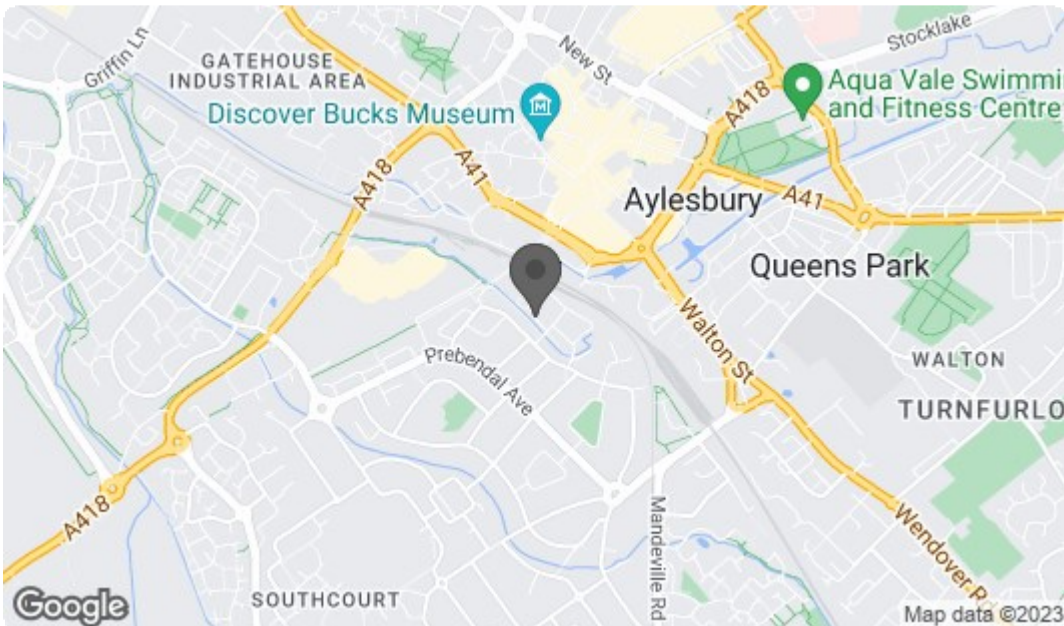 Griffin Ln
GATEHOUSE
INDUSTRIAL AREA
New St
Stocklake
Discover Bucks Museum
M
A418
Aqua Vale Swimmi
and Fitness Centre
A418
A41
Aylesbury
A41
Queens Park
Walton St
WALTON
Prebendal Ave
TURNFURLO
A418
Mandeville Rd
Wendover R
SOUTHCOURT
Google
Map data ©2023